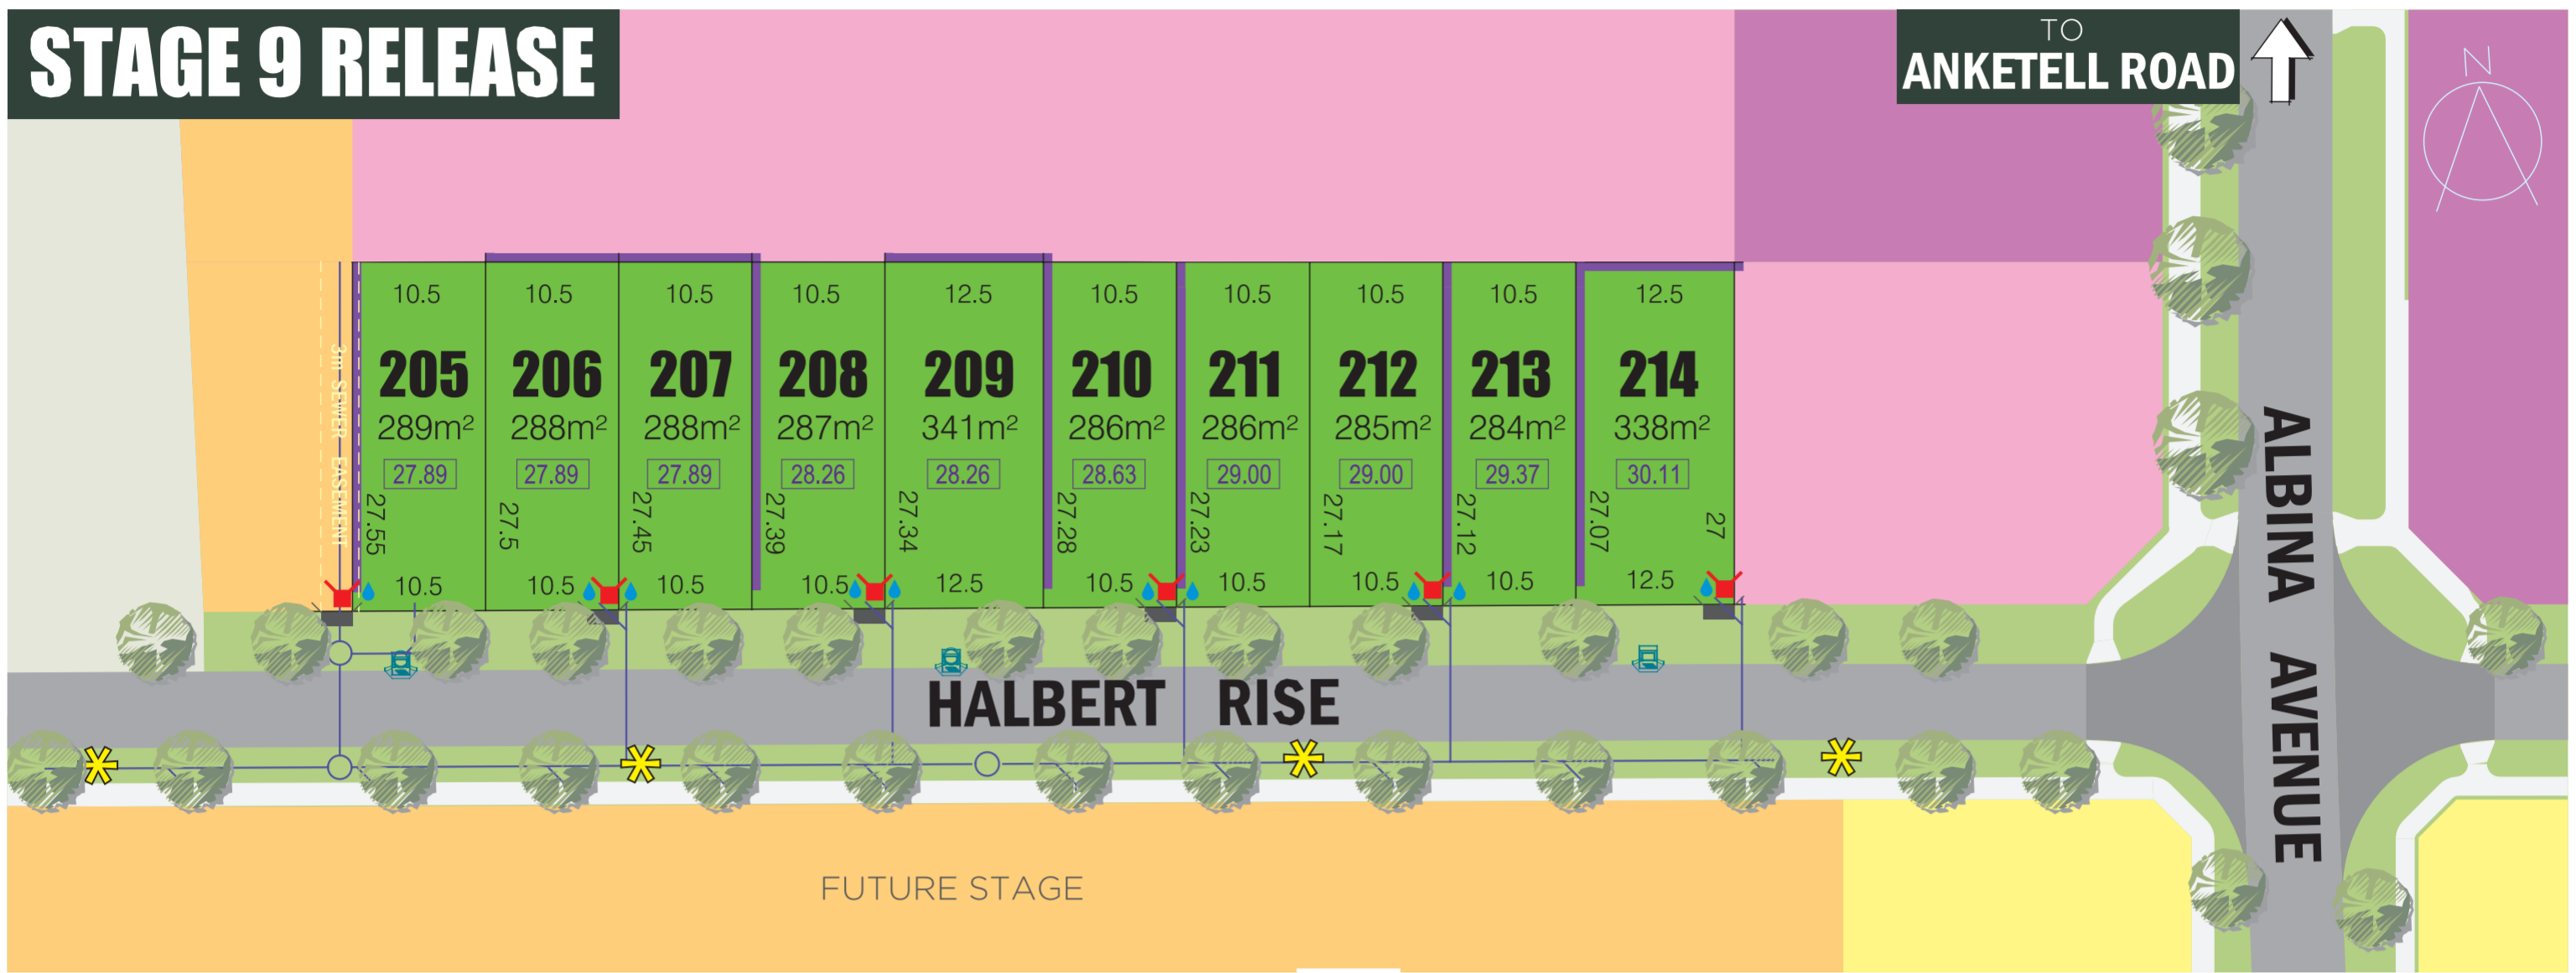 STAGE 9 RELEASE
TO
ANKETELL ROAD
N
10.5 10.5 10.5 10.5 12.5 10.5 10.5 10.5 10.5 12.5
205 206 207 208 209 210 211 212 213 214
289m² 288m² 288m² 287m² 341m² 286m² 286m² 285m² 284m² 338m²
27.89 27.89 27.89 28.26 28.26 28.63 29.00 29.00 29.37 30.11
3m SEWER EASEMENT
27.55 27.5 27.45 27.39 27.34 27.28 27.23 27.17 27.12 27.07 27
10.5 10.5 10.5 10.5 12.5 10.5 10.5 10.5 10.5 12.5
HALBERT RISE
ALBINA AVENUE
FUTURE STAGE